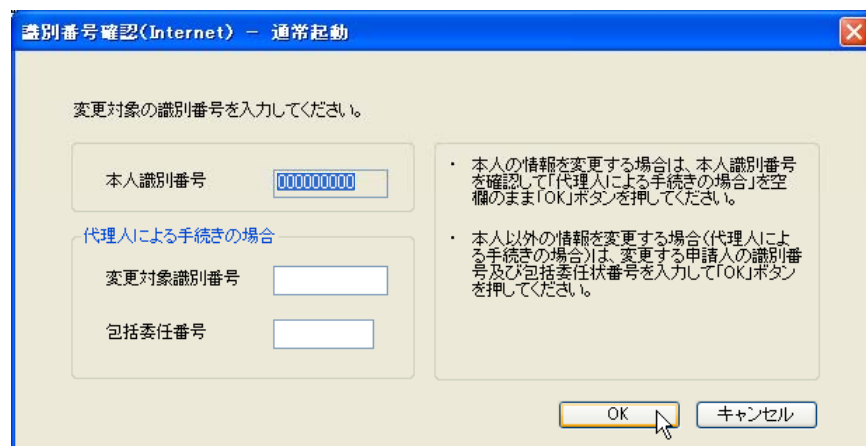 識別番号確認(Internet) － 通常起動
変更対象の識別番号を入力してください。
本人識別番号
000000000
代理人による手続きの場合
変更対象識別番号
包括委任番号
・ 本人の情報を変更する場合は、本人識別番号
を確認して「代理人による手続きの場合」を空
欄のまま「OK」ボタンを押してください。
・ 本人以外の情報を変更する場合(代理人によ
る手続きの場合)は、変更する申請人の識別番
号及び包括委任状番号を入力して「OK」ボタン
を押してください。
OK
キャンセル